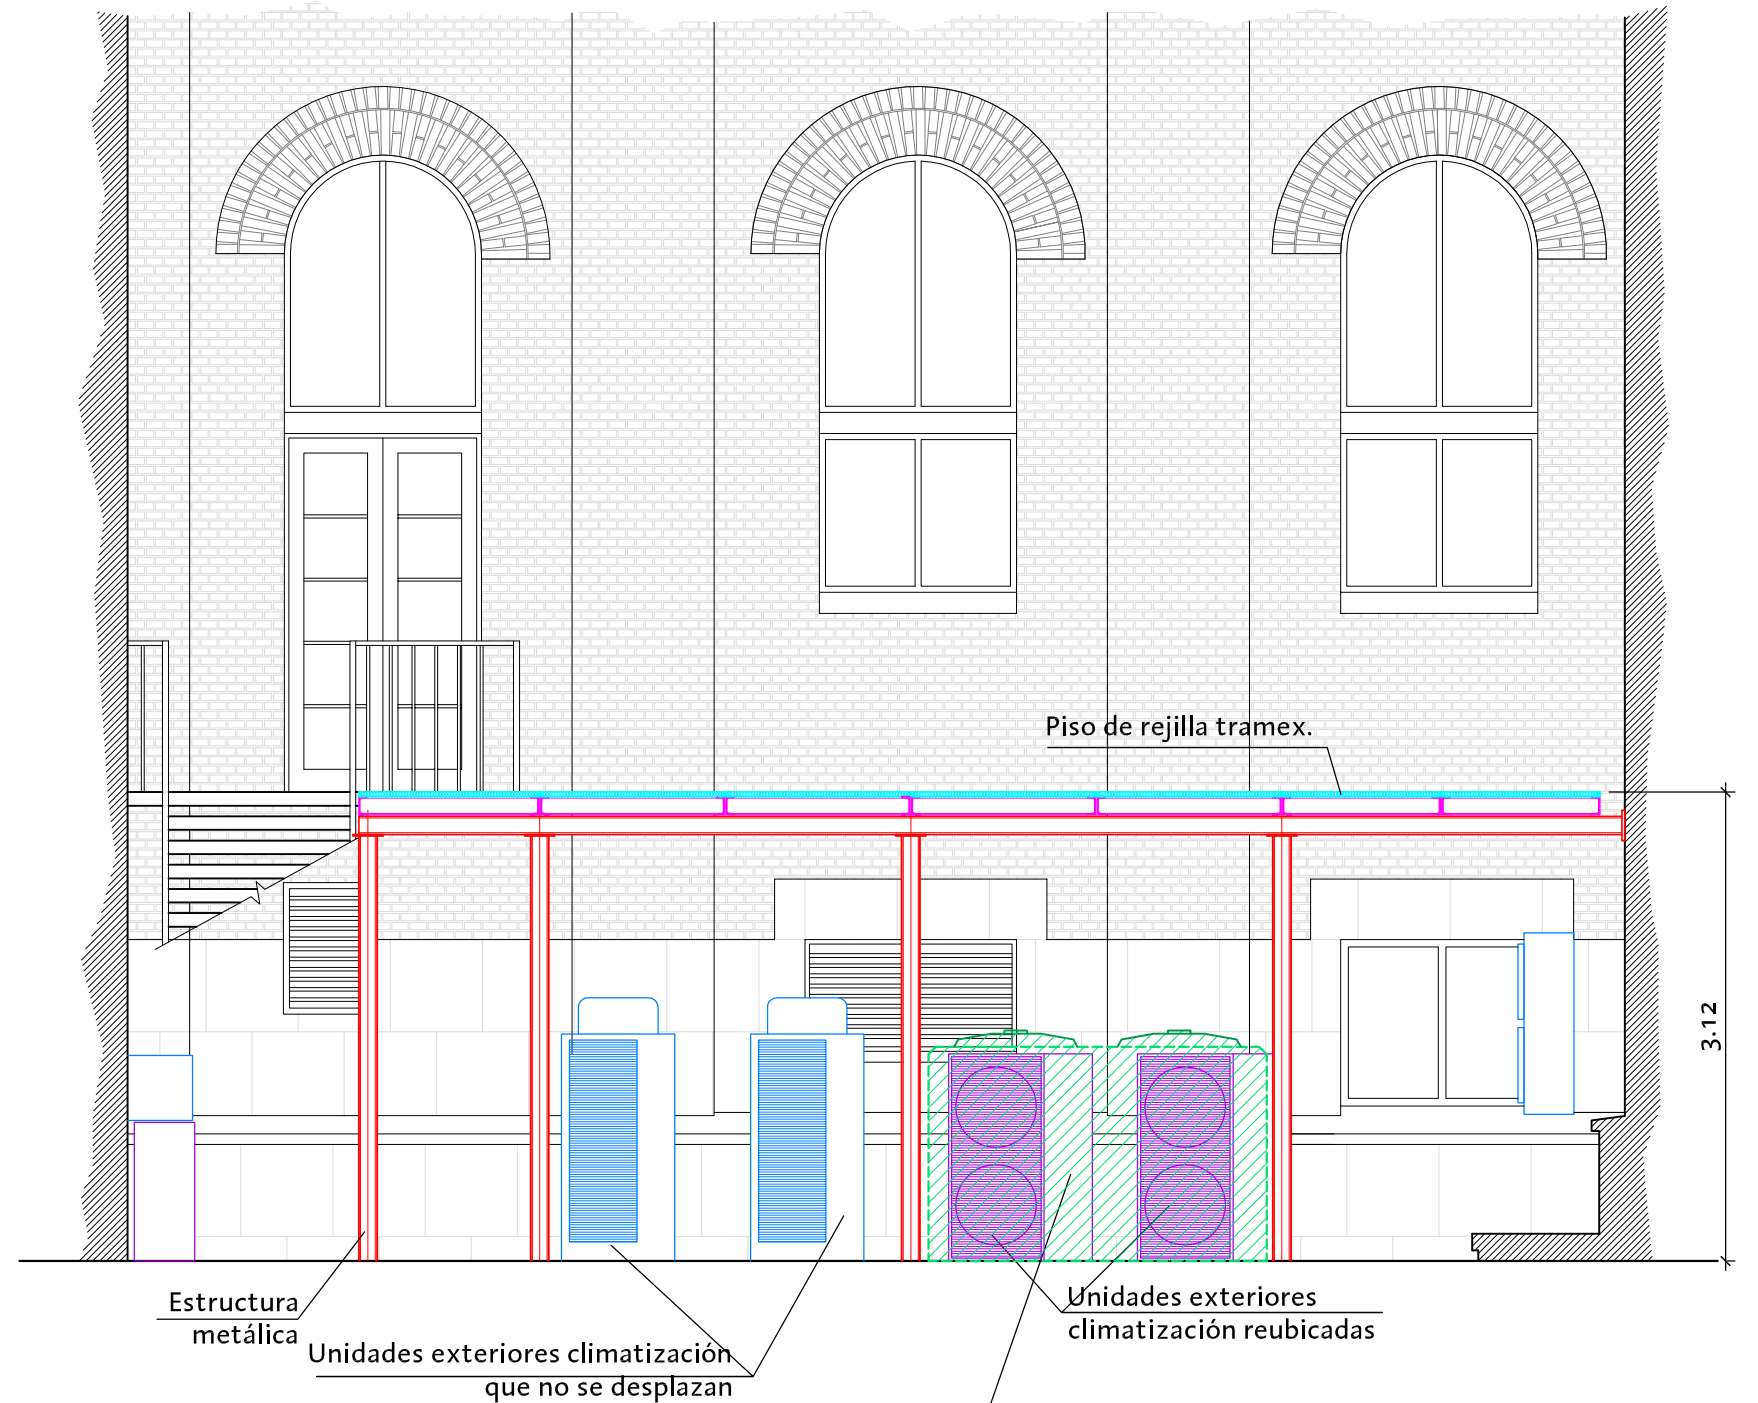 Piso de rejilla tramex.
3.12
Estructura
metálica
Unidades exteriores
climatización reubicadas
Unidades exteriores climatización
que no se desplazan